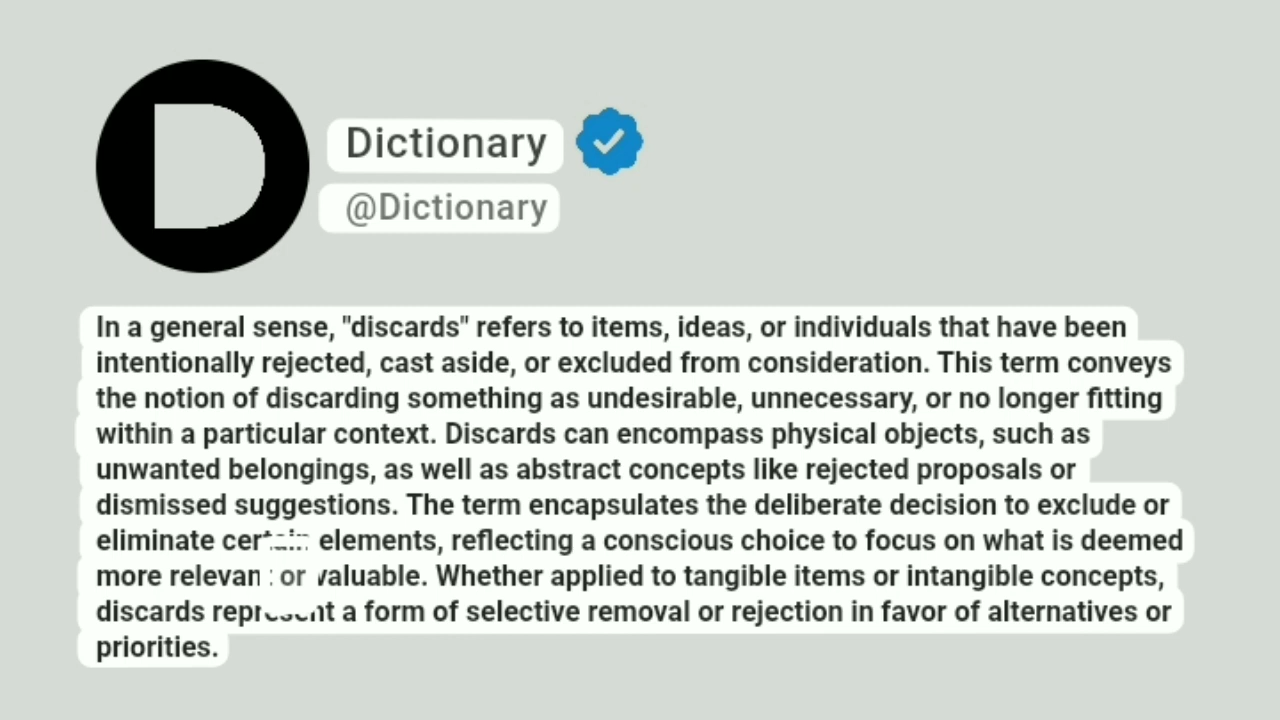 D
Dictionary
@Dictionary
In a general sense, "discards" refers to items, ideas, or individuals that have been
intentionally rejected, cast aside, or excluded from consideration. This term conveys
the notion of discarding something as undesirable, unnecessary, or no longer fitting
within a particular context. Discards can encompass physical objects, such as
unwanted belongings, as well as abstract concepts like rejected proposals or
dismissed suggestions. The term encapsulates the deliberate decision to exclude or
eliminate certain elements, reflecting a conscious choice to focus on what is deemed
more relevant or valuable. Whether applied to tangible items or intangible concepts,
discards represent a form of selective removal or rejection in favor of alternatives or
priorities.